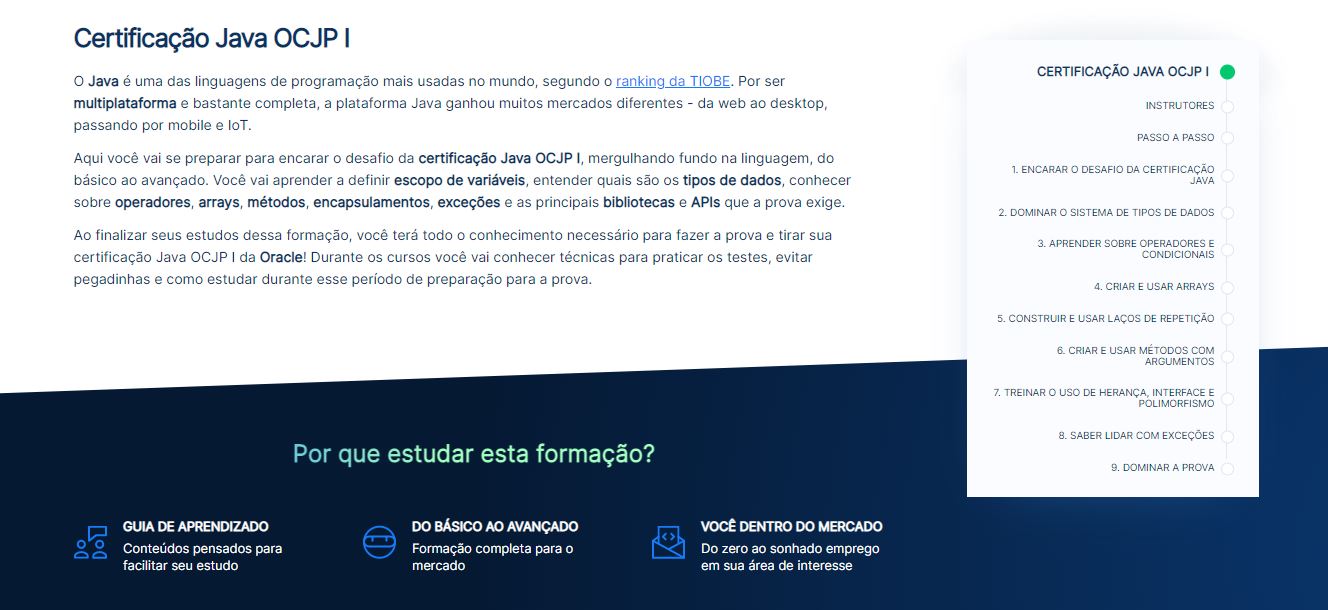 Certificação Java OCJP I
O Java é uma das linguagens de programação mais usadas no mundo, segundo o ranking da TIOBE. Por ser
multiplataforma e bastante completa, a plataforma Java ganhou muitos mercados diferentes - da web ao desktop,
passando por mobile e IoT.
Aqui você vai se preparar para encarar o desafio da certificação Java OCJP I, mergulhando fundo na linguagem, do
básico ao avançado. Você vai aprender a definir escopo de variáveis, entender quais são os tipos de dados, conhecer
sobre operadores, arrays, métodos, encapsulamentos, exceções e as principais bibliotecas e APIs que a prova exige.
Ao finalizar seus estudos dessa formação, você terá todo o conhecimento necessário para fazer a prova e tirar sua
certificação Java OCJP I da Oracle! Durante os cursos você vai conhecer técnicas para praticar os testes, evitar
pegadinhas e como estudar durante esse período de preparação para a prova.
CERTIFICAÇÃO JAVA OCJP I
INSTRUTORES
PASSO A PASSO
1. ENCARAR O DESAFIO DA CERTIFICAÇÃO
JAVA
2. DOMINAR O SISTEMA DE TIPOS DE DADOS
3. APRENDER SOBRE OPERADORES E
CONDICIONAIS
4. CRIAR E USAR ARRAYS
5. CONSTRUIR E USAR LAÇOS DE REPETIÇÃO
6. CRIAR E USAR MÉTODOS COM
ARGUMENTOS
7. TREINAR O USO DE HERANÇA, INTERFACE E
POLIMORFISMO
8. SABER LIDAR COM EXCEÇÕES
9. DOMINAR A PROVA
Por que estudar esta formação?
GUIA DE APRENDIZADO
Conteúdos pensados para
facilitar seu estudo
DO BÁSICO AO AVANÇADO
Formação completa para o
mercado
VOCÊ DENTRO DO MERCADO
Do zero ao sonhado emprego
em sua área de interesse